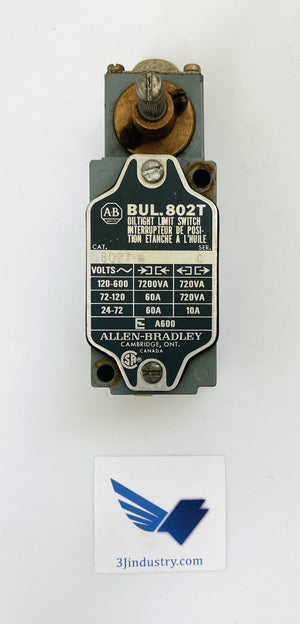 AB
BUL. 802T
OILTIGHT LIMIT SWITCH
INTERRUPTEUR DE POSI-
TION ETANCHE A L'HUILE
CAT. SER.
802T-N C
VOLTS
120-600 7200VA 720VA
72-120 60A 720VA
24-72 60A 10A
A600
ALLEN-BRADLEY
CAMBRIDGE, ONT.
CANADA
SA
3Jindustry.com